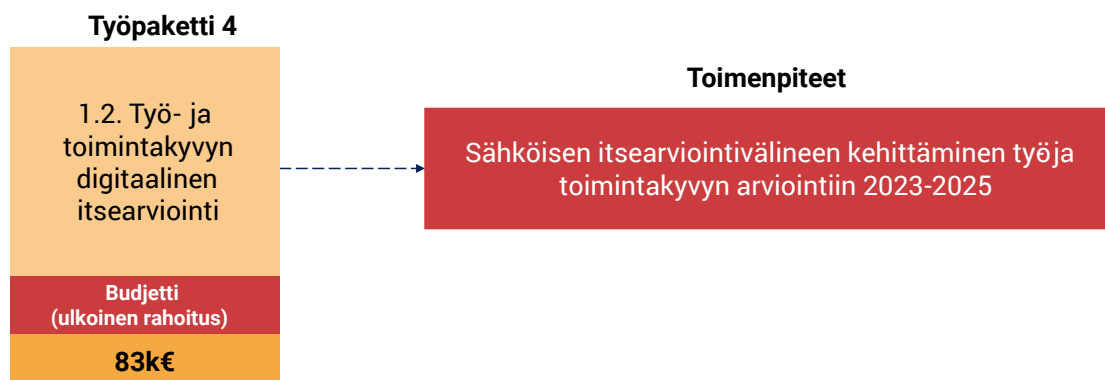 Työpaketti 4
1.2. Työ- ja
toimintakyvyn
digitaalinen
itsearviointi
Budjetti
(ulkoinen rahoitus)
83k€
Toimenpiteet
Sähköisen itsearviointivälineen kehittäminen työja
toimintakyvyn arviointiin 2023-2025